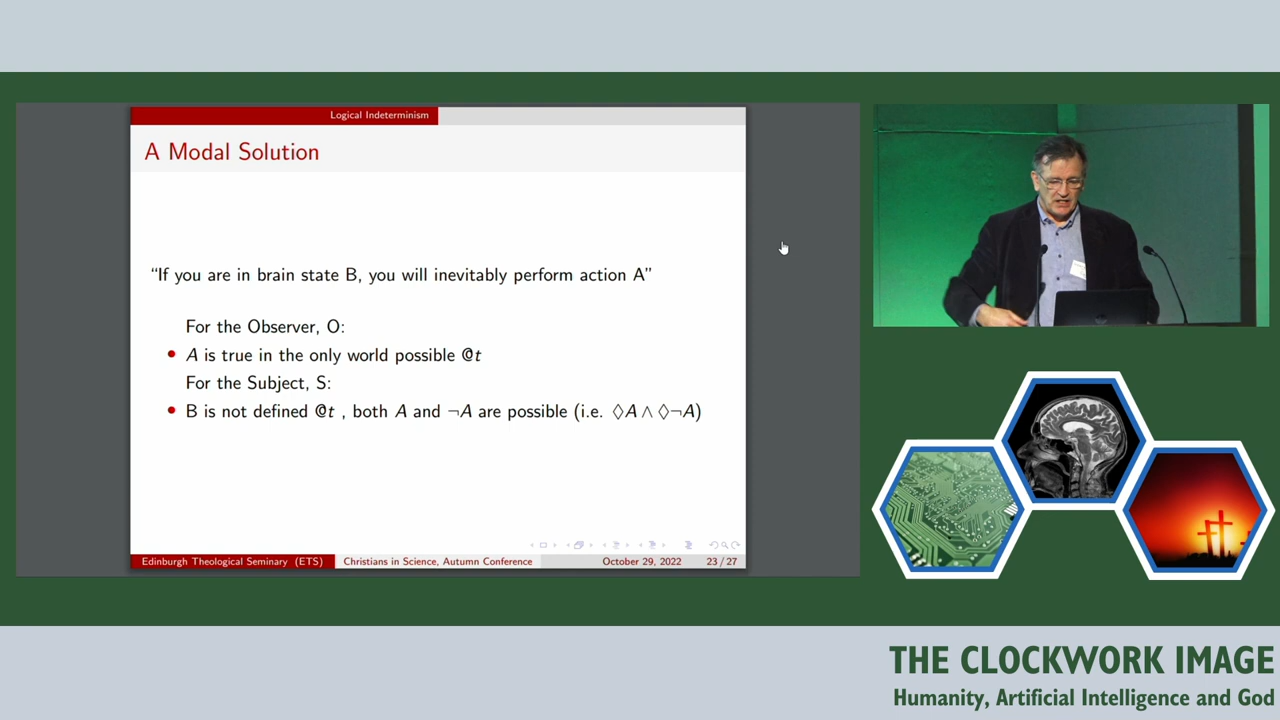 Logical Indeterminism
A Modal Solution
“If you are in brain state B, you will inevitably perform action A”
For the Observer, O:
• A is true in the only world possible @t
For the Subject, S:
• B is not defined @t , both A and ¬A are possible (i.e. ◊A ∧ ◊¬A)
Edinburgh Theological Seminary (ETS) Christians in Science, Autumn Conference October 29, 2022 23 / 27
THE CLOCKWORK IMAGE
Humanity, Artificial Intelligence and God